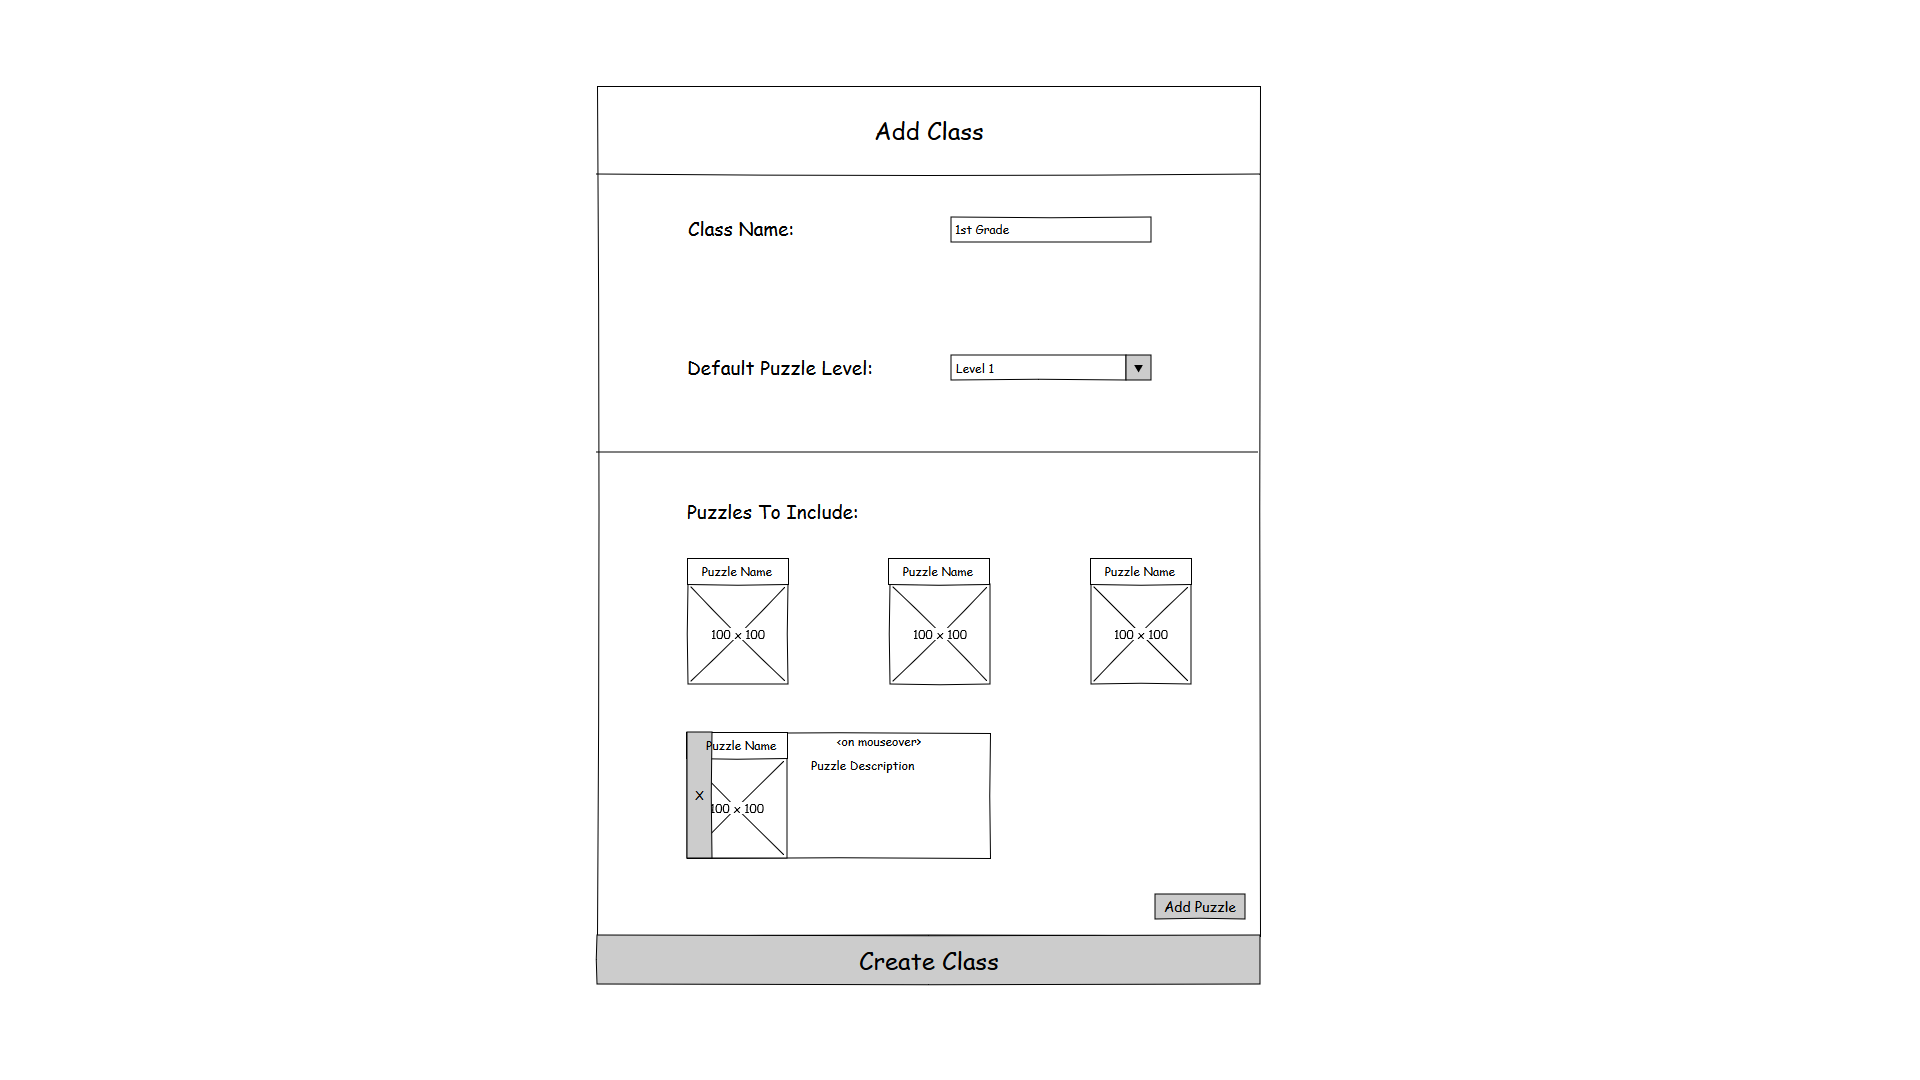 Add Class
Class Name:
1st Grade
Default Puzzle Level:
Level 1
▼
Puzzles To Include:
Puzzle Name
Puzzle Name
Puzzle Name
100 x 100
100 x 100
100 x 100
X
Puzzle Name
100 x 100
<on mouseover>
Puzzle Description
Add Puzzle
Create Class